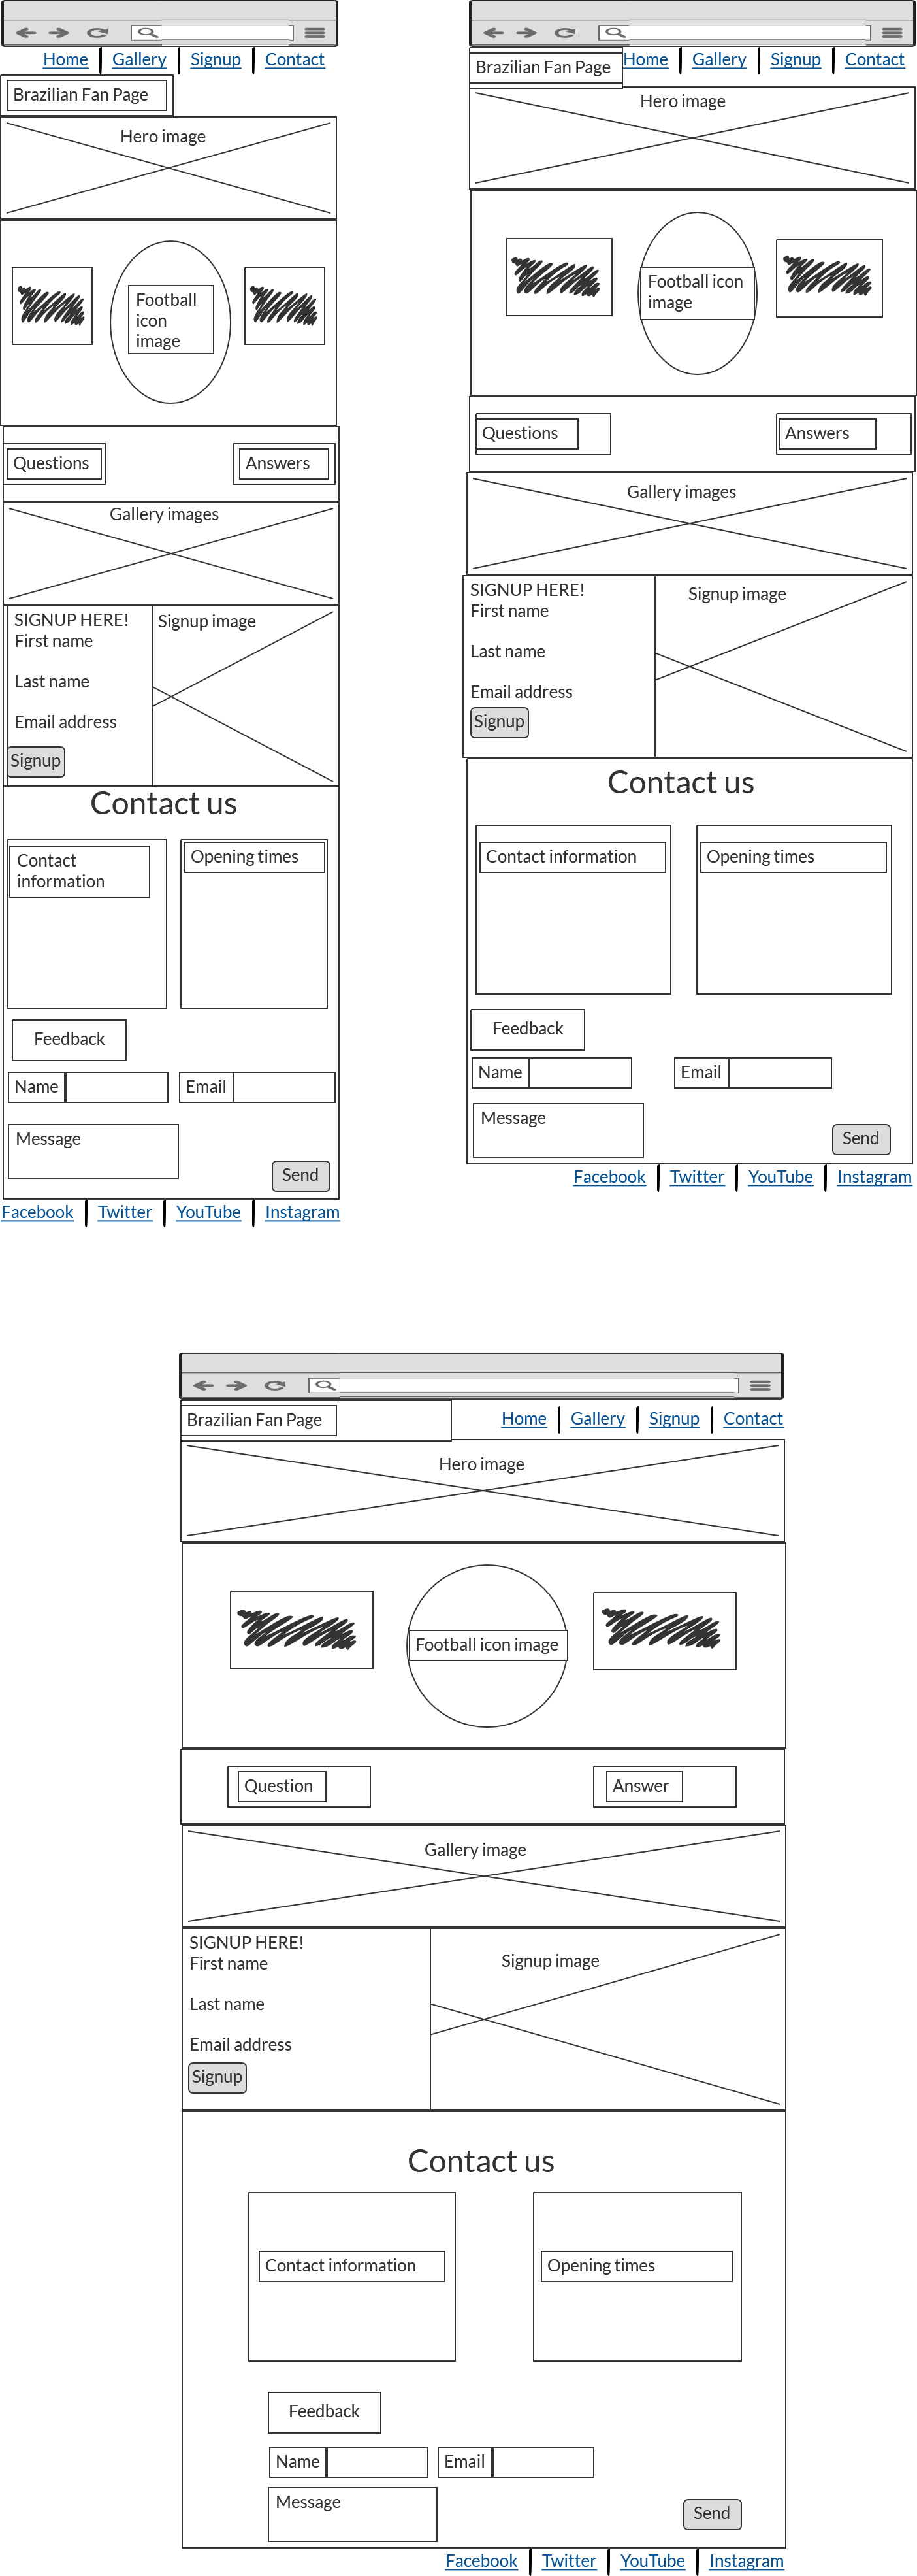 Home Gallery Signup Contact
Brazilian Fan Page
Hero image
Football
icon
image
Questions Answers
Gallery images
SIGNUP HERE!
First name
Last name
Email address
Signup
Signup image
Contact us
Contact
information
Opening times
Feedback
Name Email
Message
Send
Facebook Twitter YouTube Instagram
Brazilian Fan Page Home Gallery Signup Contact
Hero image
Football icon
image
Questions Answers
Gallery images
SIGNUP HERE!
First name
Last name
Email address
Signup
Signup image
Contact us
Contact information Opening times
Feedback
Name Email
Message
Send
Facebook Twitter YouTube Instagram
Brazilian Fan Page Home Gallery Signup Contact
Hero image
Football icon image
Question Answer
Gallery image
SIGNUP HERE!
First name
Last name
Email address
Signup
Signup image
Contact us
Contact information Opening times
Feedback
Name Email
Message
Send
Facebook Twitter YouTube Instagram